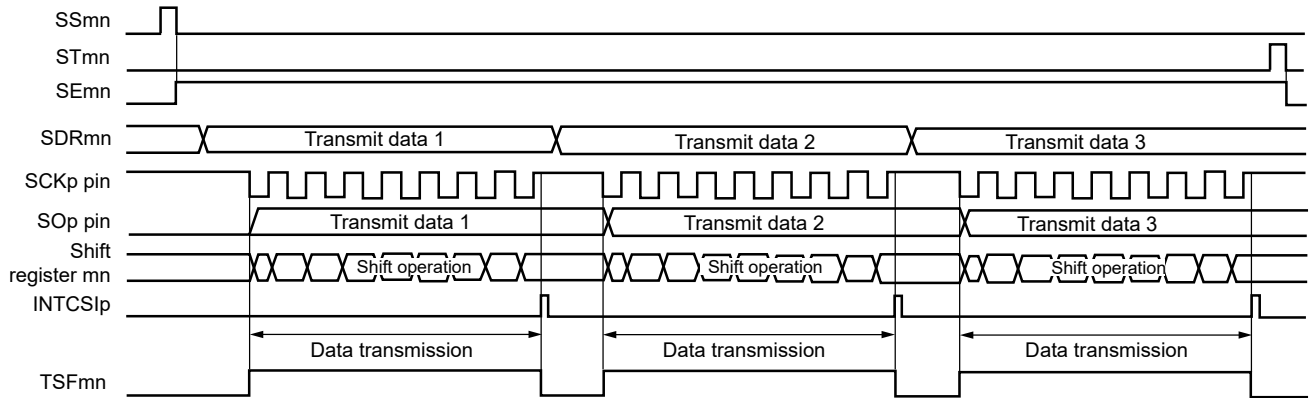 SSmn
STmn
SEmn
SDRmn Transmit data 1 Transmit data 2 Transmit data 3
SCKp pin
SOp pin Transmit data 1 Transmit data 2 Transmit data 3
Shift
register mn Shift operation Shift operation Shift operation
INTCSIp
Data transmission Data transmission Data transmission
TSFmn